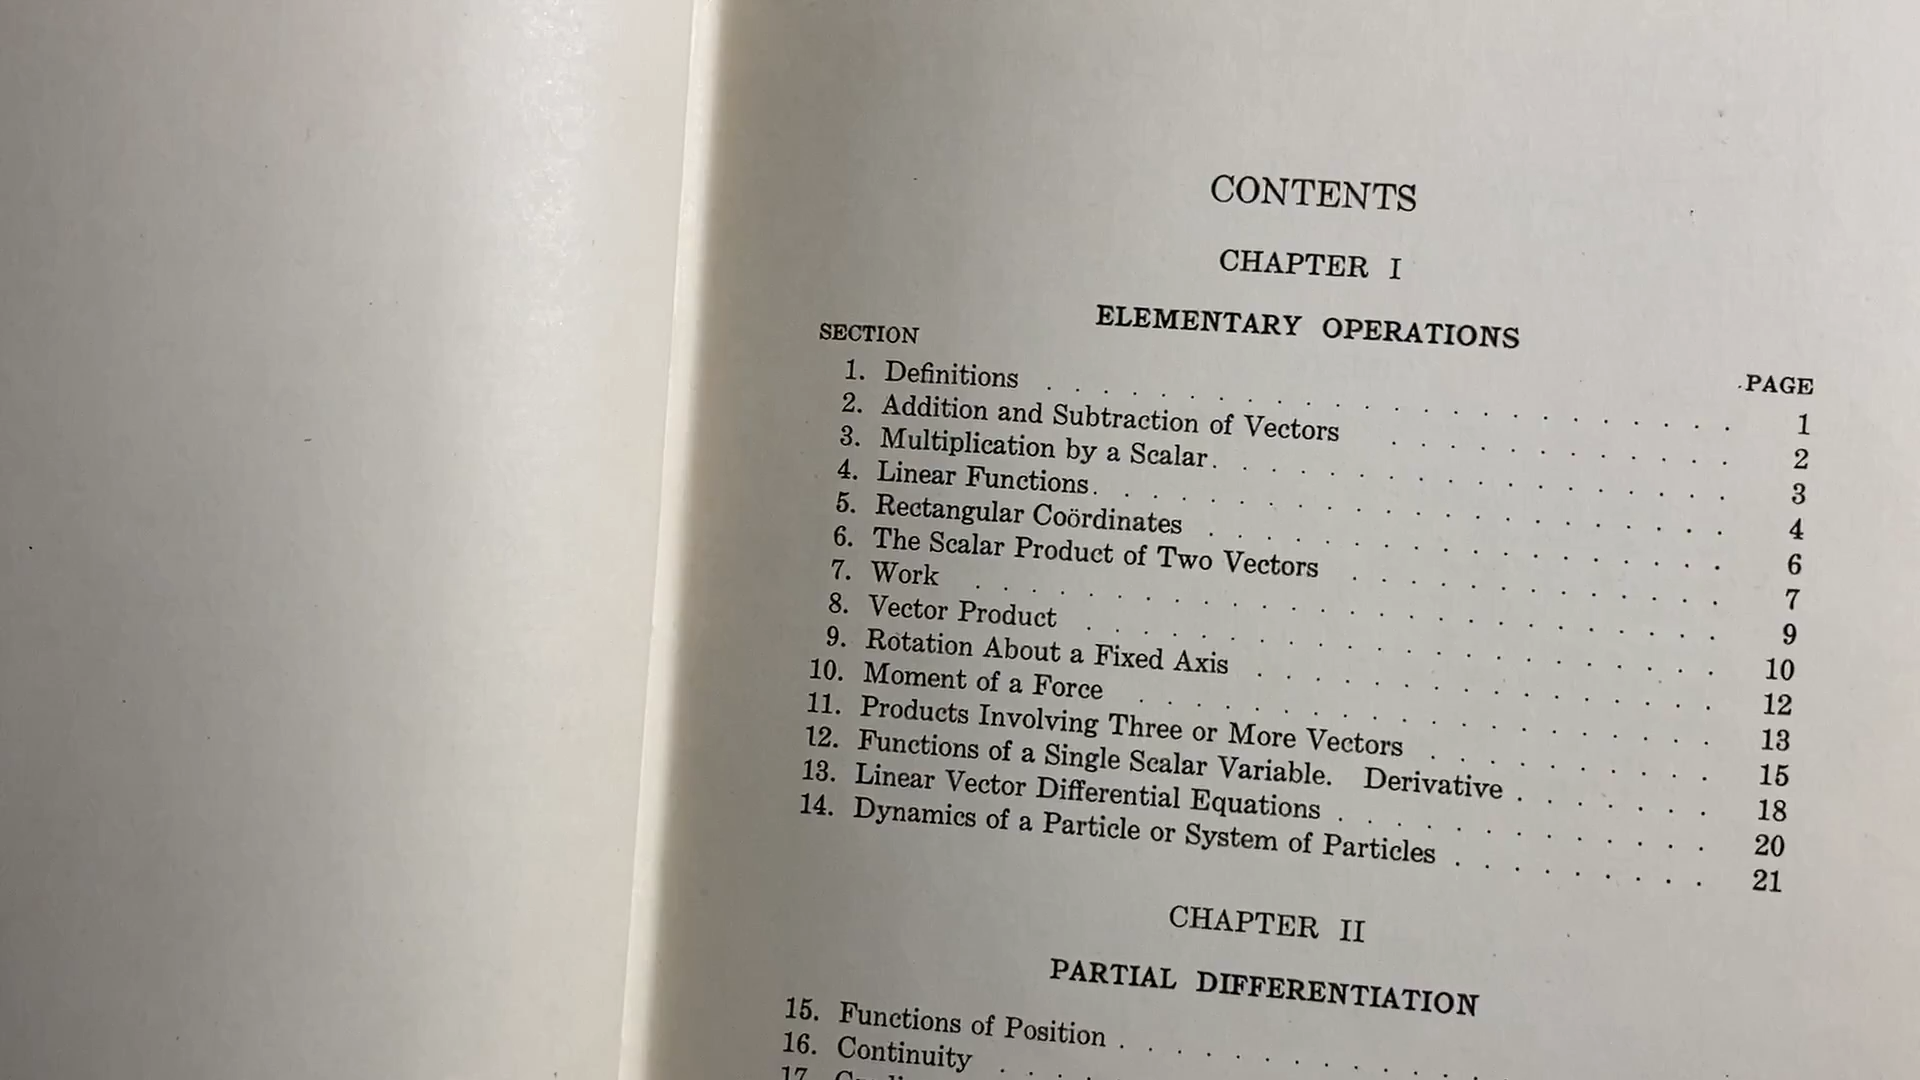 CONTENTS
CHAPTER I
ELEMENTARY OPERATIONS
SECTION PAGE
1. Definitions . . . . . . . . . . . . . . . . . . . . . . . . 1
2. Addition and Subtraction of Vectors . . . . . . . . . . . . 2
3. Multiplication by a Scalar . . . . . . . . . . . . . . . . . . 3
4. Linear Functions . . . . . . . . . . . . . . . . . . . . . . 4
5. Rectangular Coördinates . . . . . . . . . . . . . . . . . . 6
6. The Scalar Product of Two Vectors . . . . . . . . . . . . . 7
7. Work . . . . . . . . . . . . . . . . . . . . . . . . . . 9
8. Vector Product . . . . . . . . . . . . . . . . . . . . . . 10
9. Rotation About a Fixed Axis . . . . . . . . . . . . . . . . 12
10. Moment of a Force . . . . . . . . . . . . . . . . . . . . 13
11. Products Involving Three or More Vectors . . . . . . . . . . 15
12. Functions of a Single Scalar Variable. Derivative . . . . . . . 18
13. Linear Vector Differential Equations . . . . . . . . . . . . . 20
14. Dynamics of a Particle or System of Particles . . . . . . . . . 21
CHAPTER II
PARTIAL DIFFERENTIATION
15. Functions of Position . . . . . . . .
16. Continuity . . . .
17.